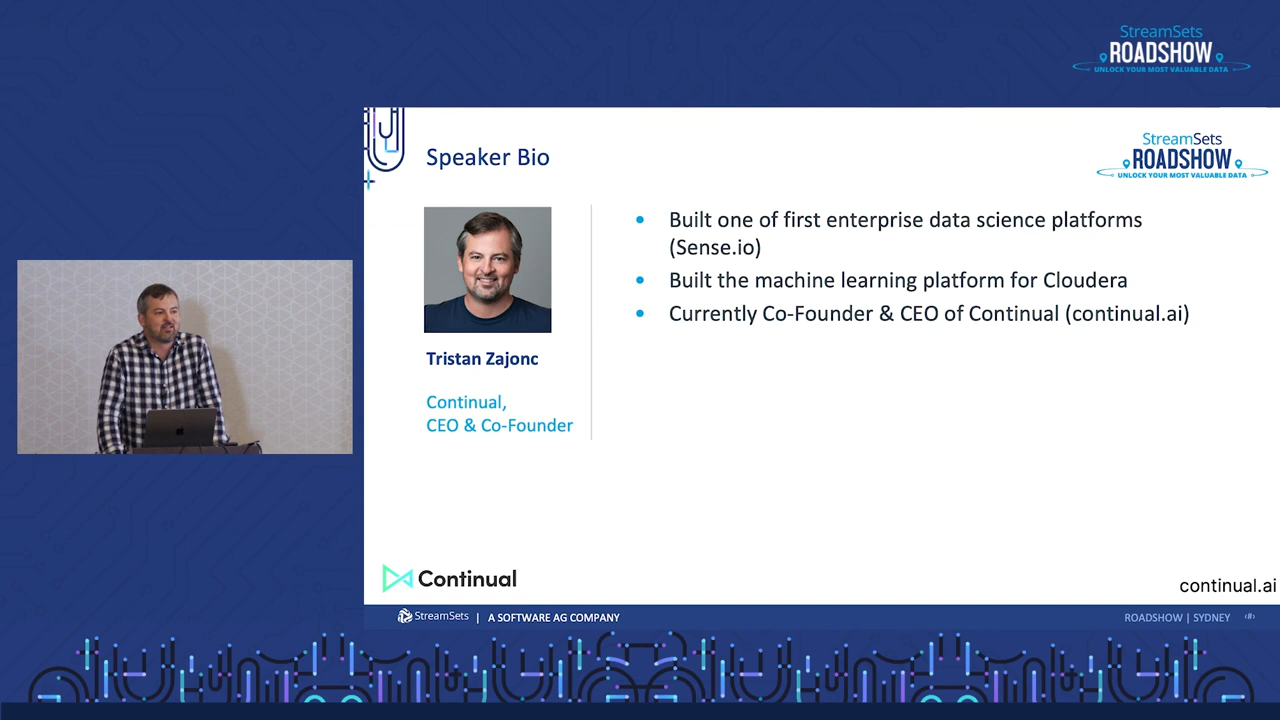 StreamSets
ROADSHOW
UNLOCK YOUR MOST VALUABLE DATA
Speaker Bio
StreamSets
ROADSHOW
UNLOCK YOUR MOST VALUABLE DATA
Tristan Zajonc
Continual,
CEO & Co-Founder
• Built one of first enterprise data science platforms
(Sense.io)
• Built the machine learning platform for Cloudera
• Currently Co-Founder & CEO of Continual (continual.ai)
Continual
continual.ai
StreamSets | A SOFTWARE AG COMPANY
ROADSHOW | SYDNEY ‹#›